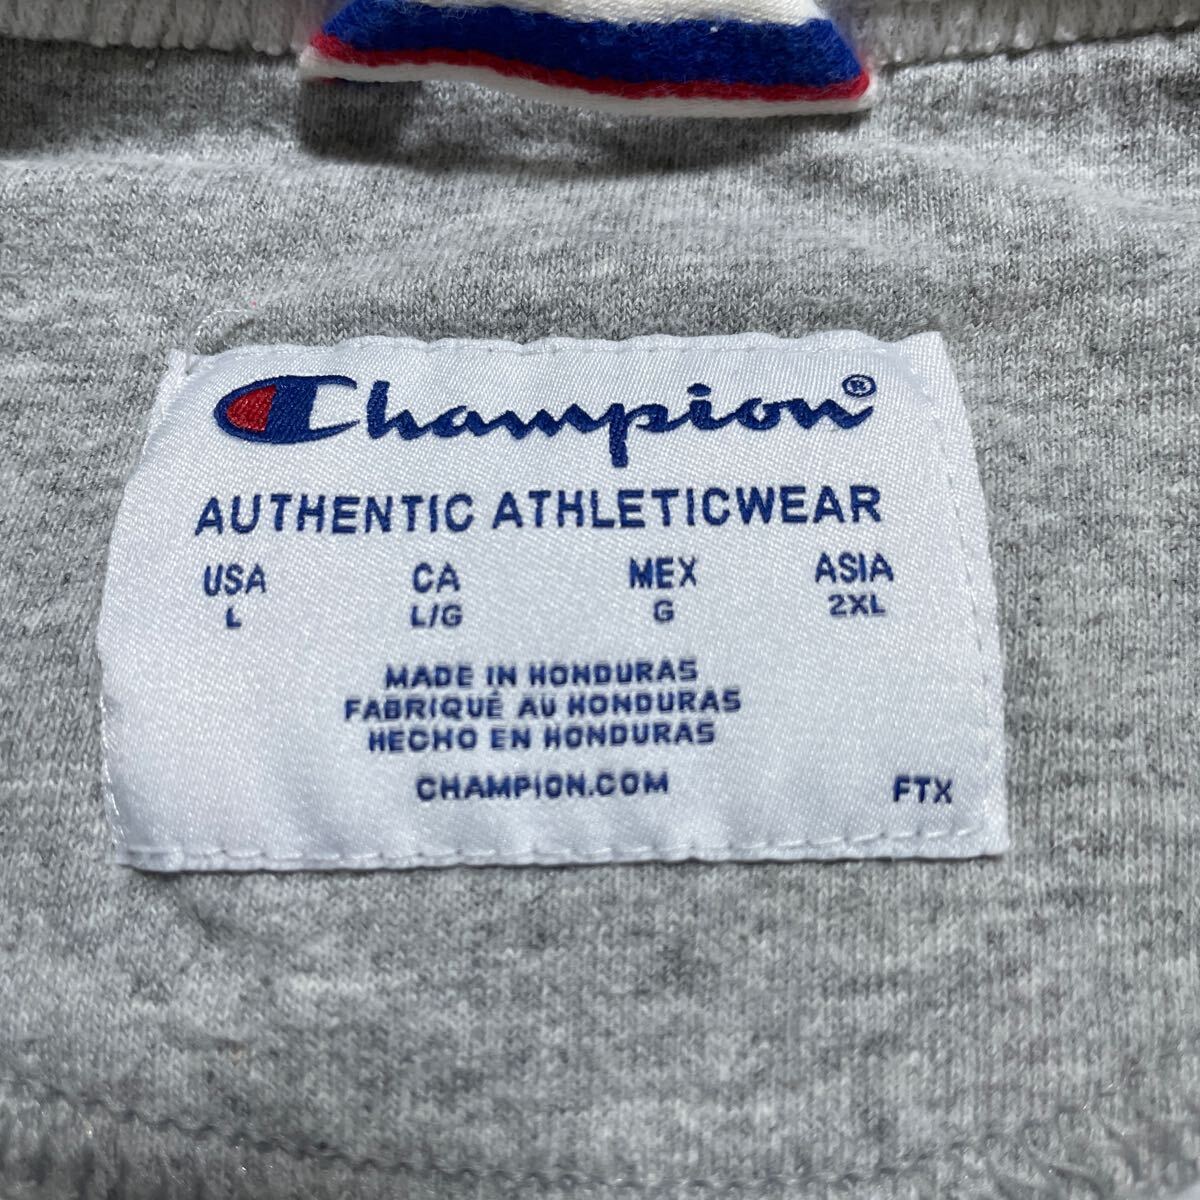 Champion®
AUTHENTIC ATHLETICWEAR
USA CA MEX ASIA
L L/G G 2XL
MADE IN HONDURAS
FABRIQUÉ AU HONDURAS
HECHO EN HONDURAS
CHAMPION.COM FTX